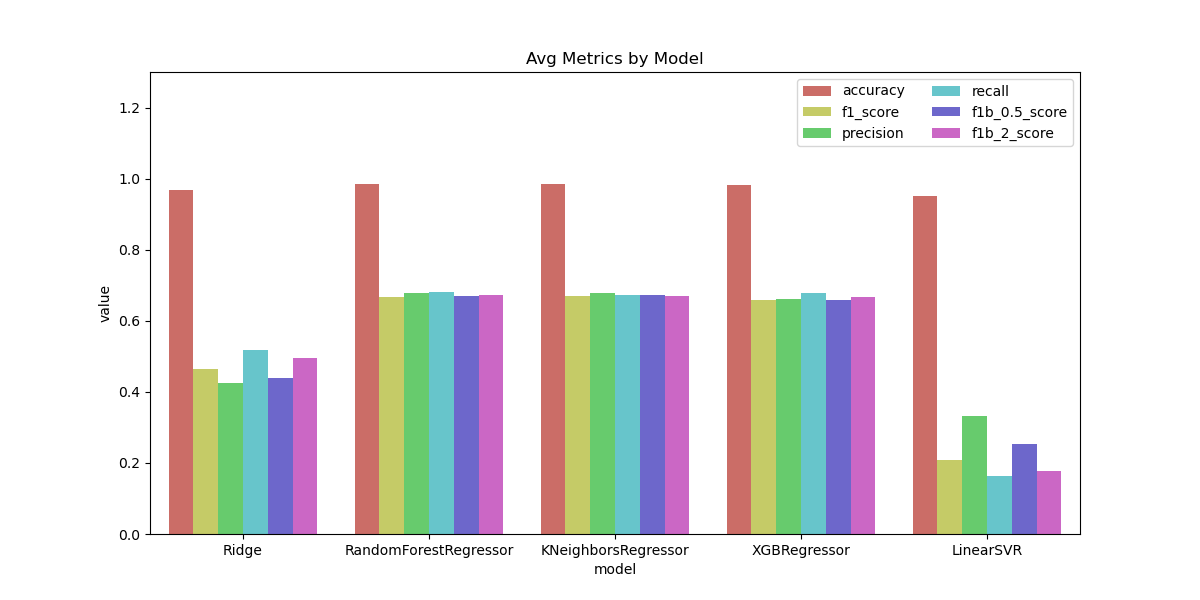 Avg Metrics by Model
accuracy
f1_score
precision
recall
f1b_0.5_score
f1b_2_score
value
1.2
1.0
0.8
0.6
0.4
0.2
0.0
Ridge
RandomForestRegressor
KNeighborsRegressor
XGBRegressor
LinearSVR
model